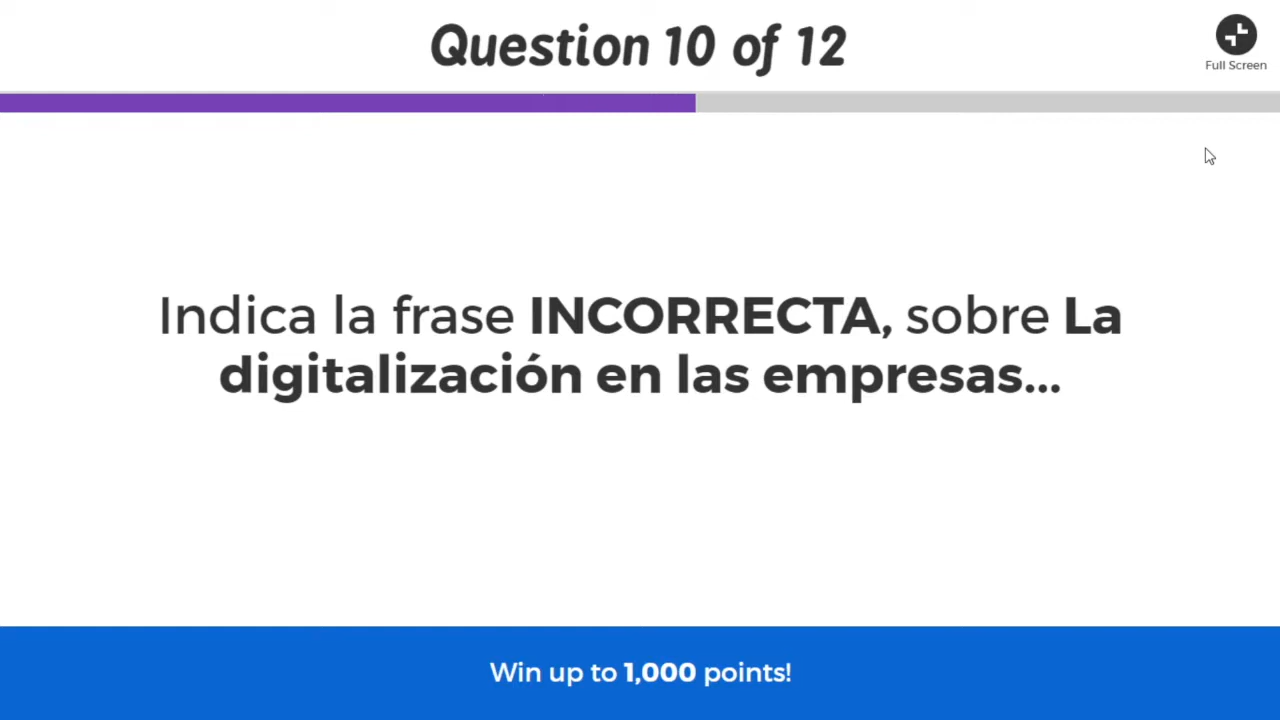 Question 10 of 12
Full Screen
Indica la frase INCORRECTA, sobre La
digitalización en las empresas...
Win up to 1,000 points!